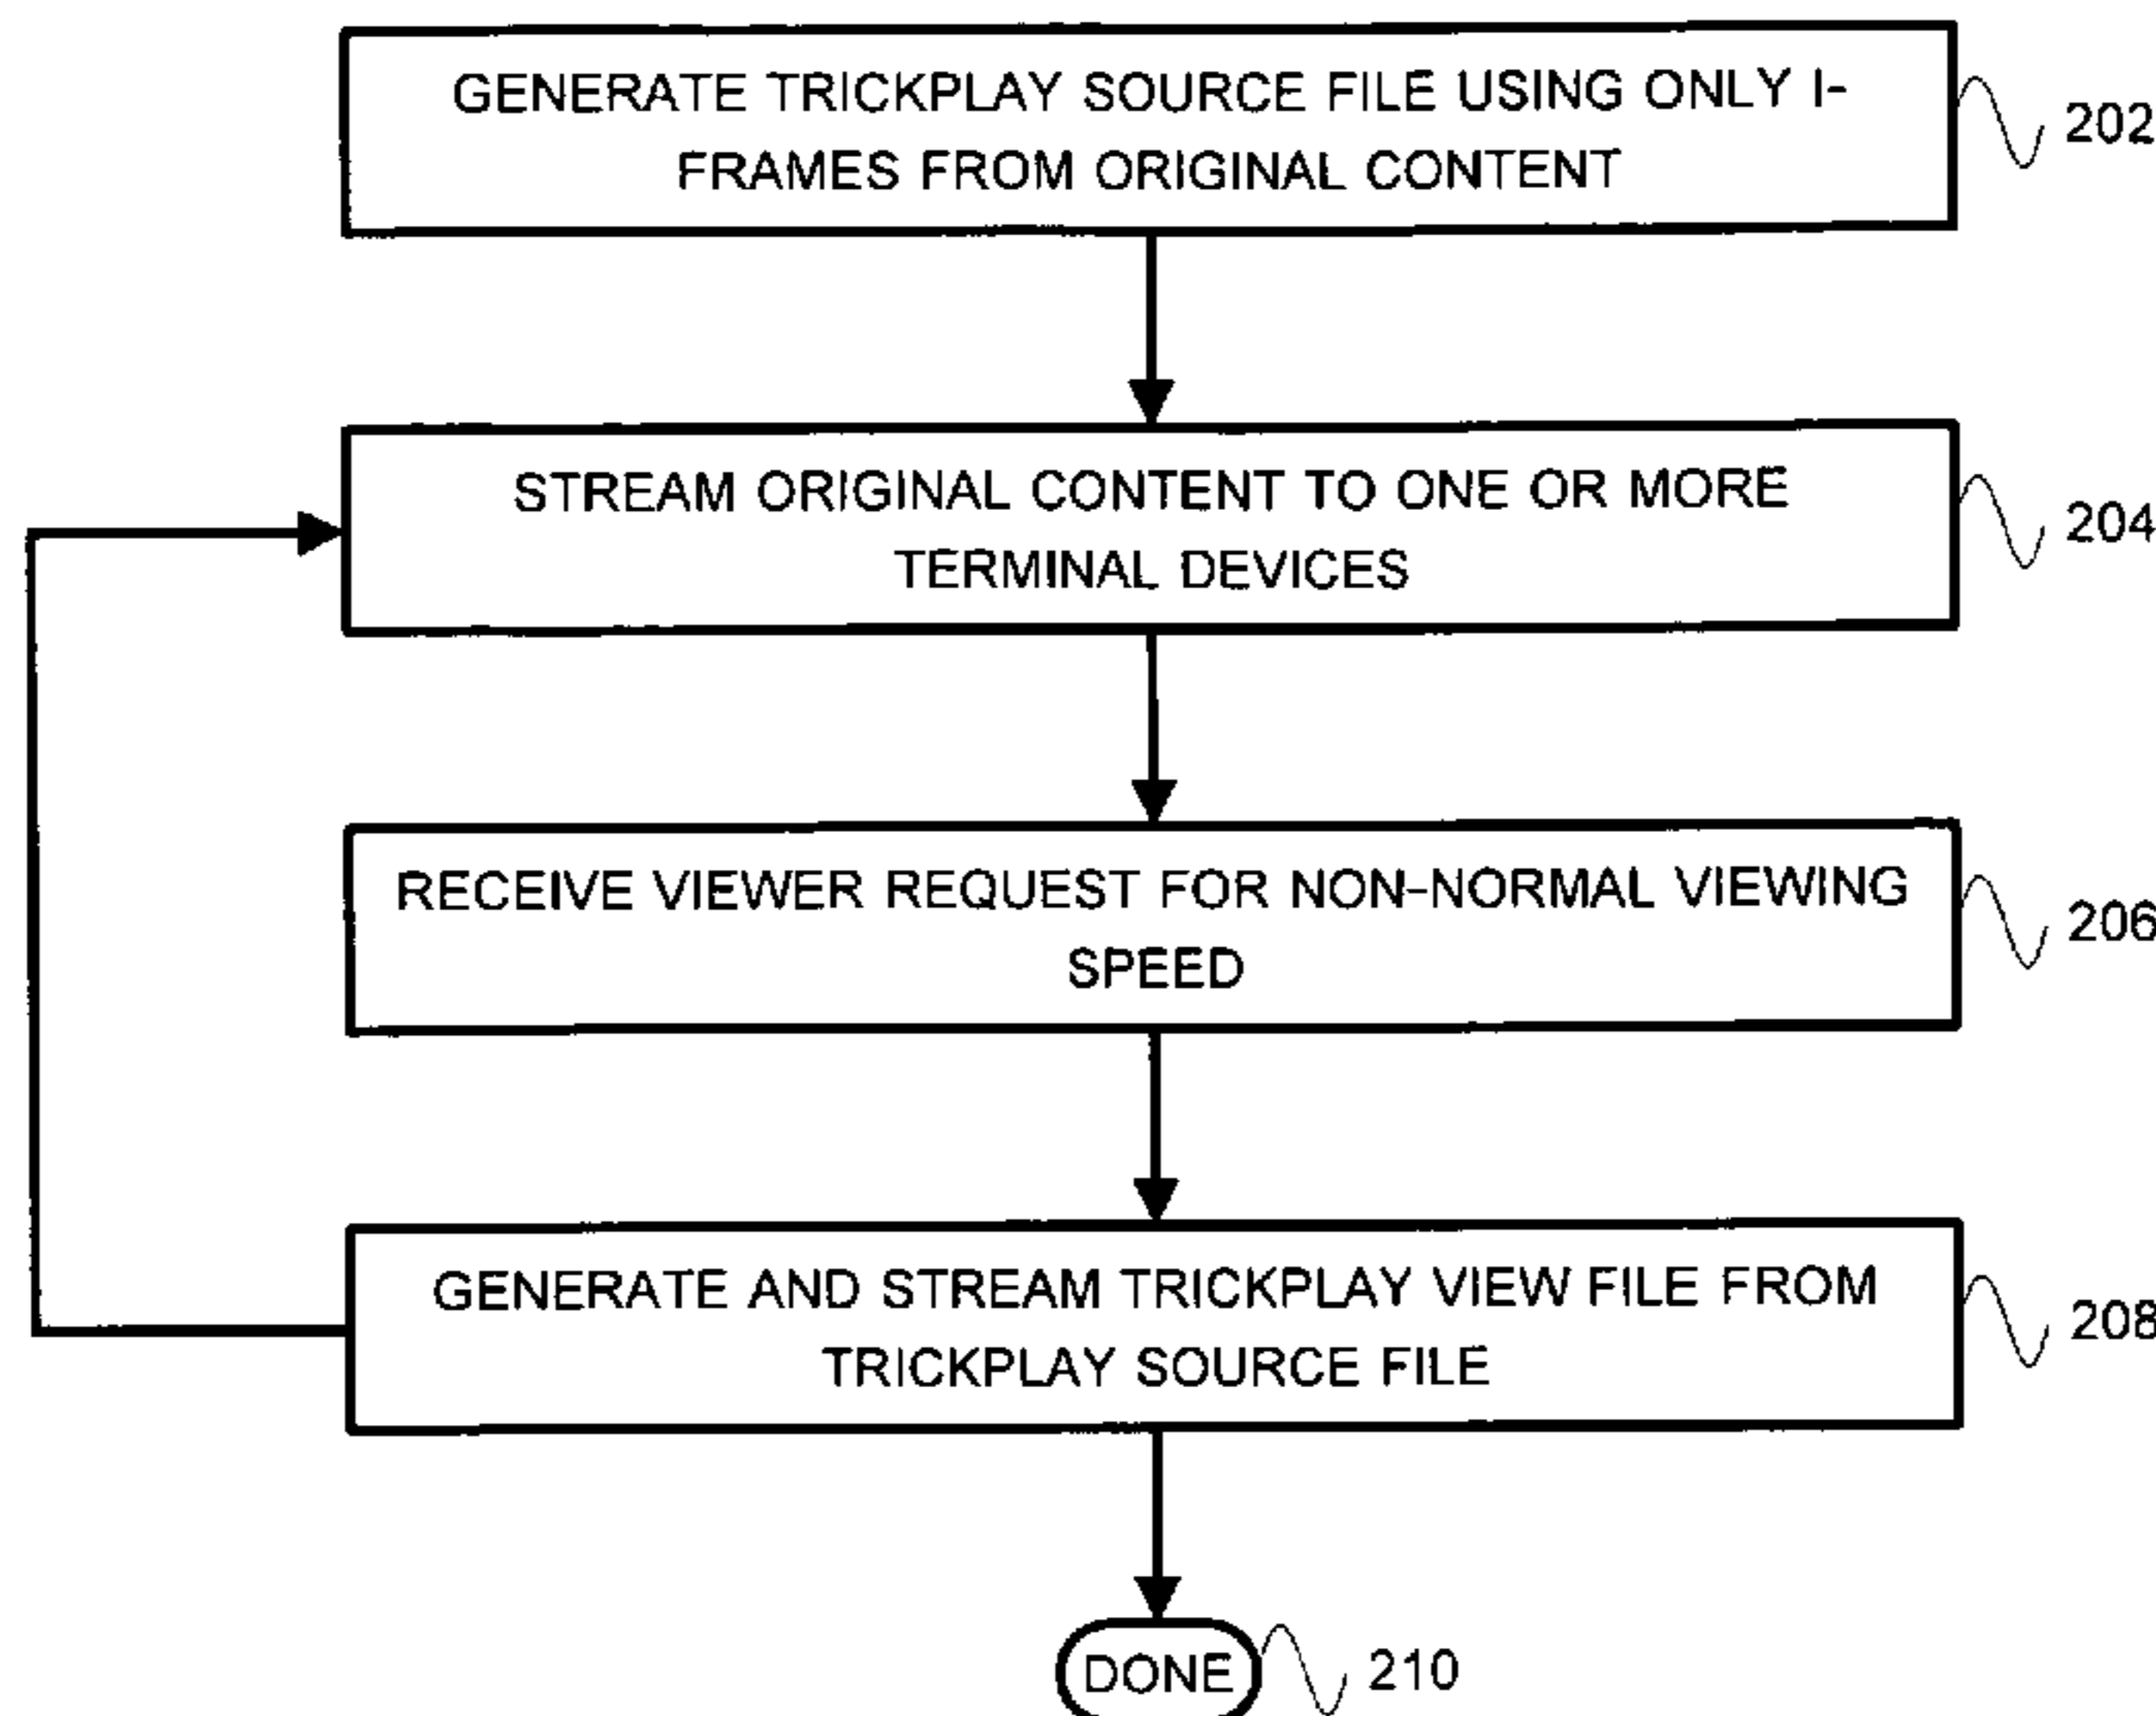 GENERATE TRICKPLAY SOURCE FILE USING ONLY I-
FRAMES FROM ORIGINAL CONTENT
202
STREAM ORIGINAL CONTENT TO ONE OR MORE
TERMINAL DEVICES
204
RECEIVE VIEWER REQUEST FOR NON-NORMAL VIEWING
SPEED
206
GENERATE AND STREAM TRICKPLAY VIEW FILE FROM
TRICKPLAY SOURCE FILE
208
DONE
210